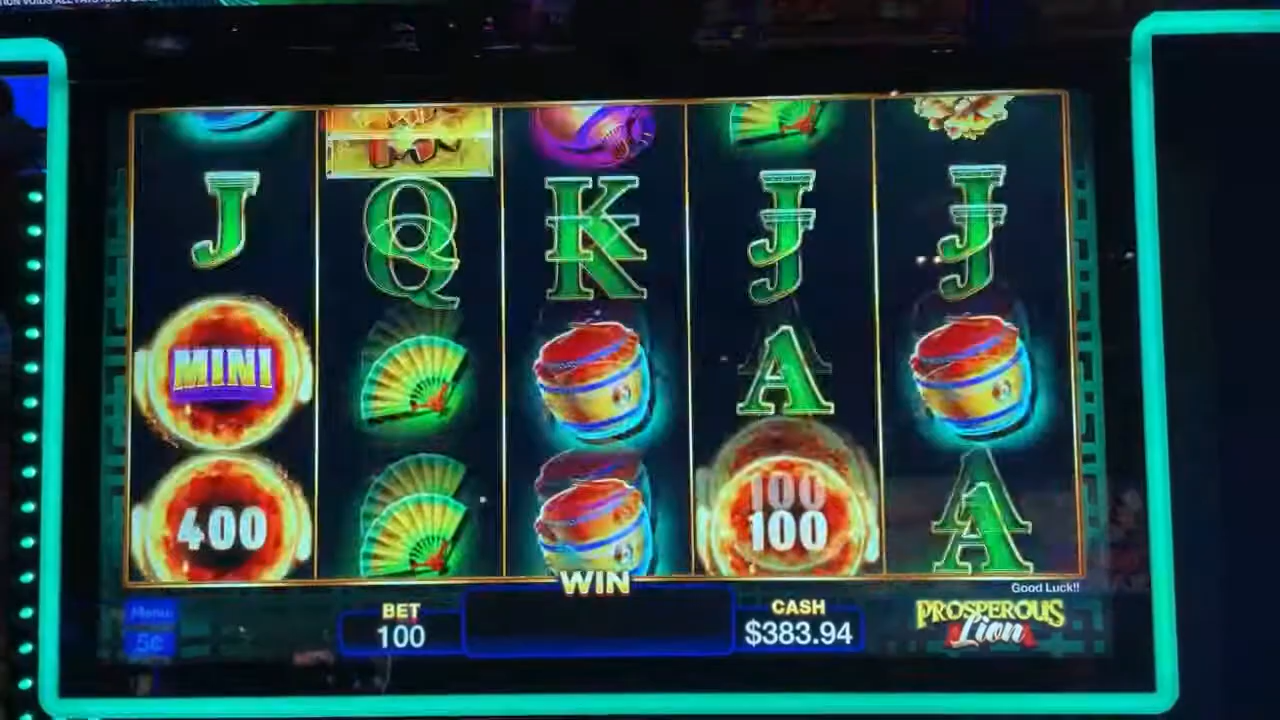 J Q K J J
Q J J
MINI
A
400 100 A
100 A
WIN
Good Luck!!
Menu
5¢
BET
100
CASH
$383.94
PROSPEROUS
Lion